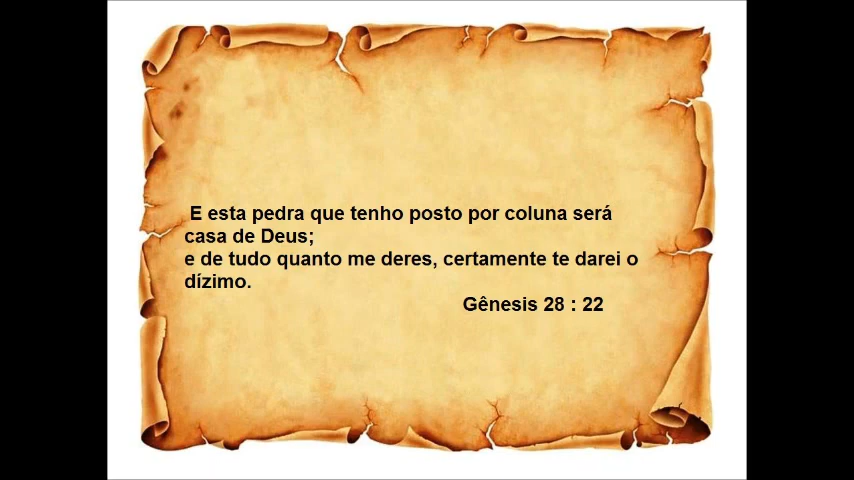 E esta pedra que tenho posto por coluna será
casa de Deus;
e de tudo quanto me deres, certamente te darei o
dízimo.
Gênesis 28 : 22